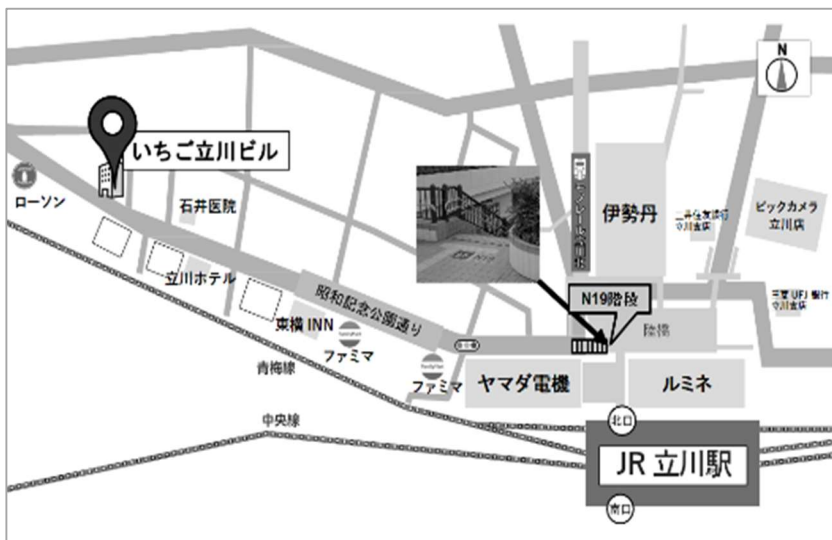 N
いちご立川ビル
ローソン
石井医院
伊勢丹
ビックカメラ
立川店
立川ホテル
N19階段
昭和記念公園通り
陸橋
東横INN
ファミマ
ファミマ
ヤマダ電機
ルミネ
青梅線
中央線
北口
JR 立川駅
南口